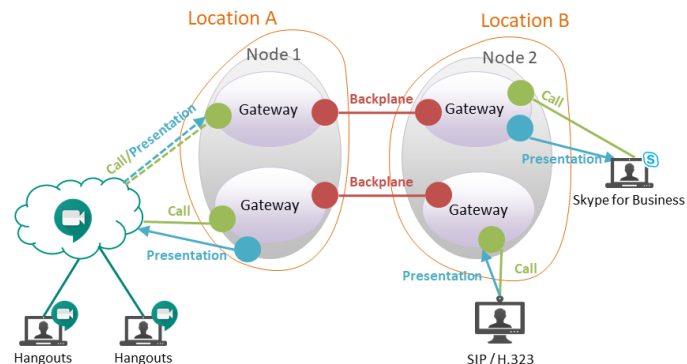 Location A
Location B
Node 1
Node 2
Gateway
Backplane
Gateway
Call
Call/Presentation
Presentation
Skype for Business
Backplane
Gateway
Gateway
Call
Presentation
Presentation
Call
Hangouts
Hangouts
SIP / H.323